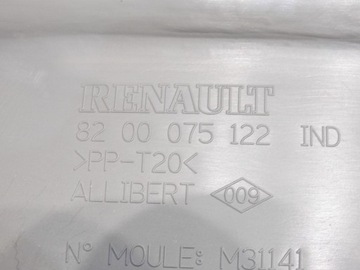 RENAULT
82 00 075 122 IND
>PP-T20<
ALLIBERT 009
N° MOULE: M31141